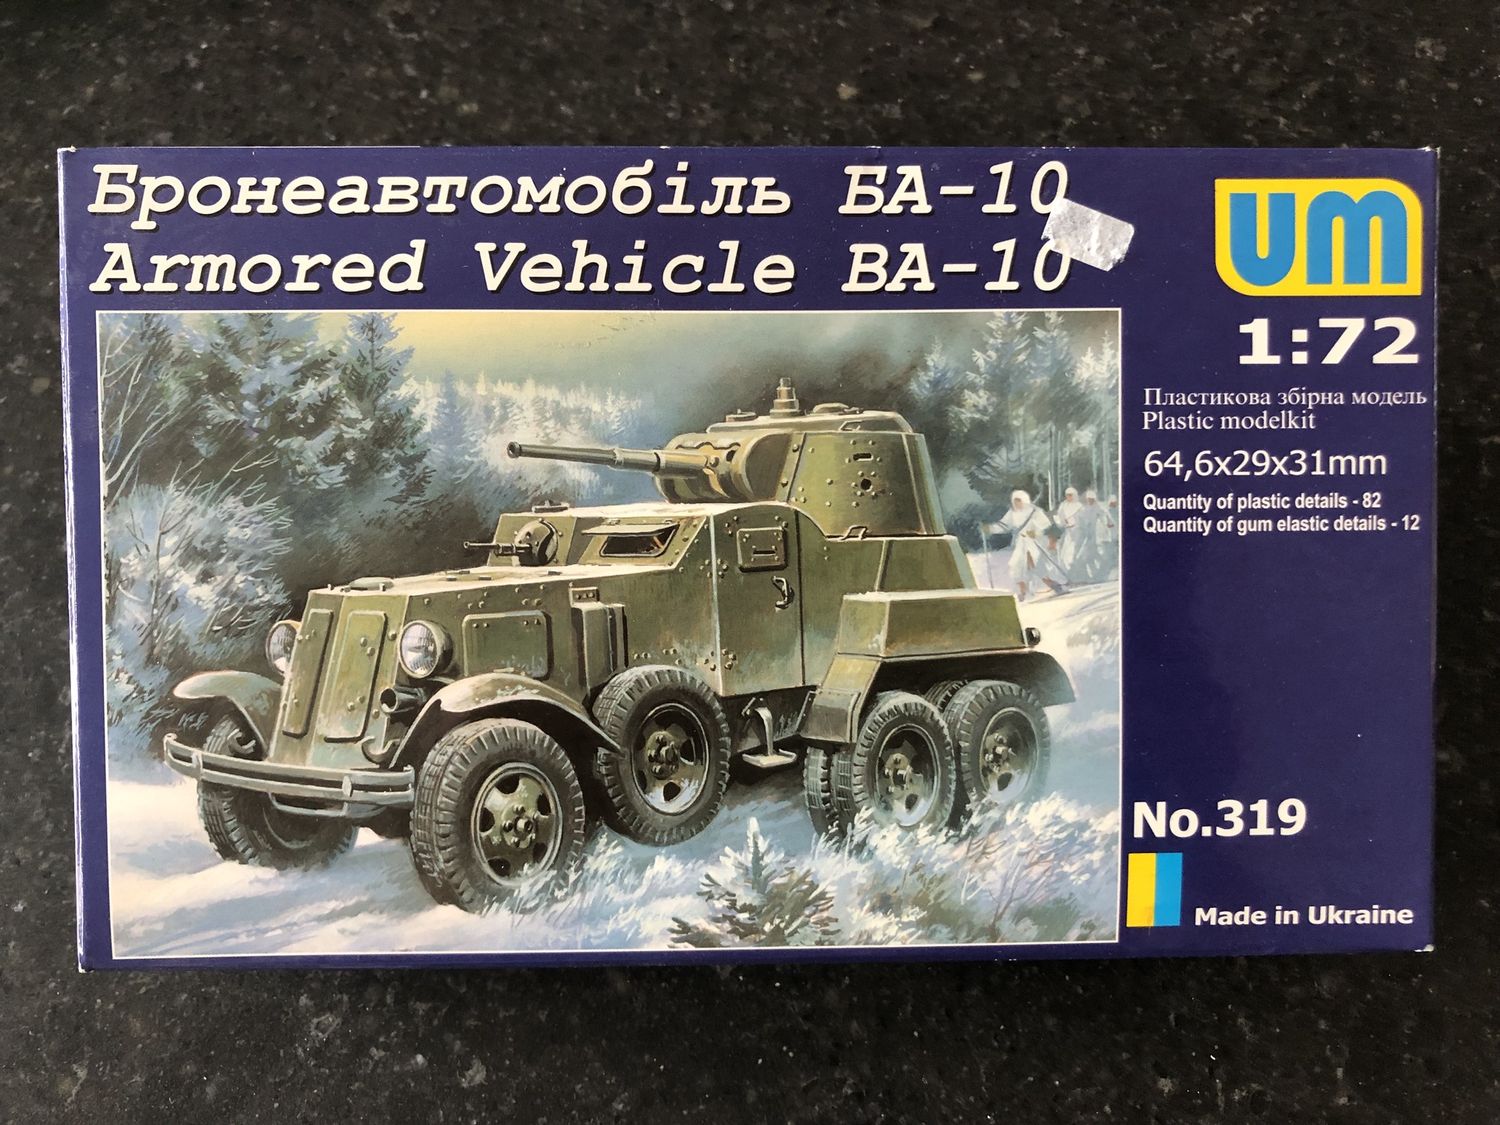 Бронеавтомобіль БА-10
Armored Vehicle BA-10
um
1:72
Пластикова збірна модель
Plastic modelkit
64,6x29x31mm
Quantity of plastic details - 82
Quantity of gum elastic details - 12
No.319
Made in Ukraine